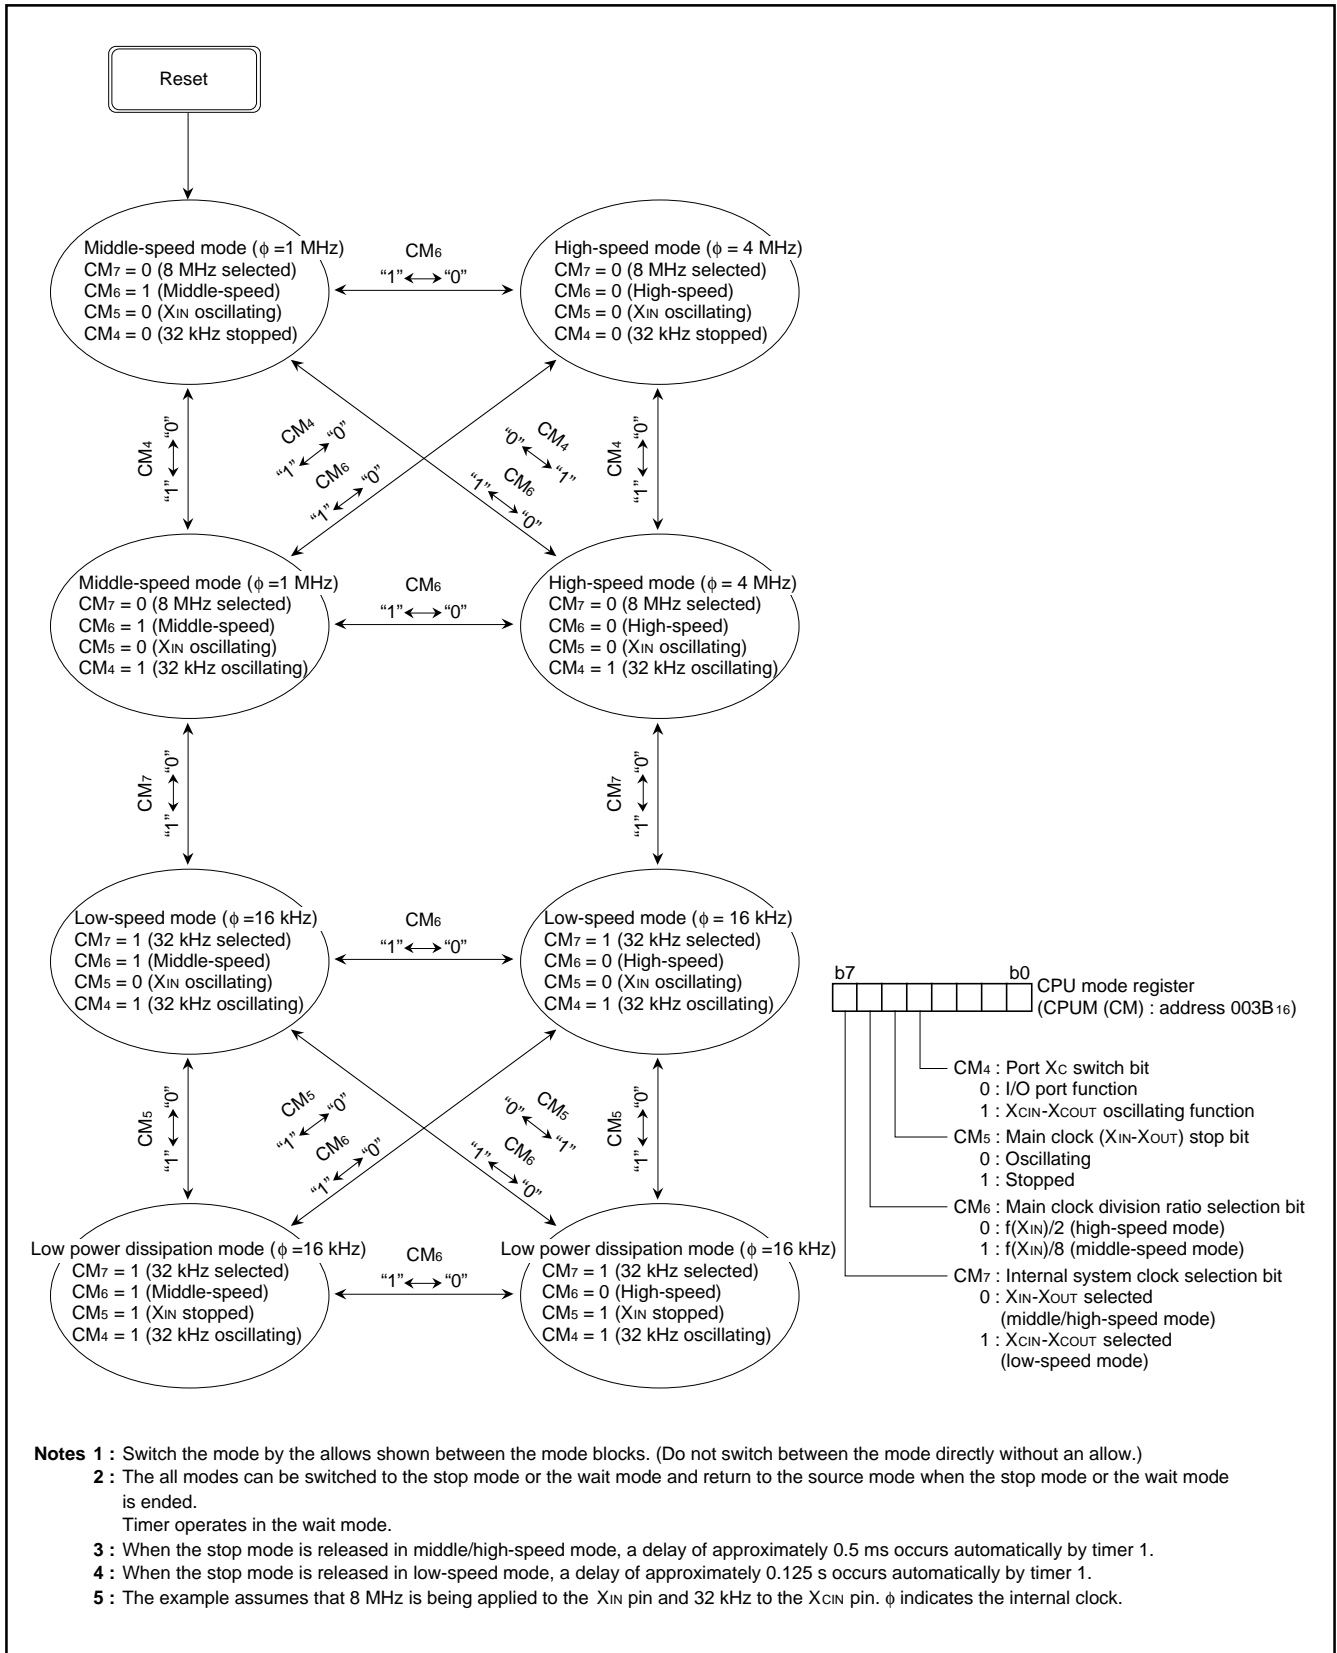 Reset
Middle-speed mode (ϕ =1 MHz)
CM7 = 0 (8 MHz selected)
CM6 = 1 (Middle-speed)
CM5 = 0 (XIN oscillating)
CM4 = 0 (32 kHz stopped)
CM6
“1”⟷“0”
High-speed mode (ϕ = 4 MHz)
CM7 = 0 (8 MHz selected)
CM6 = 0 (High-speed)
CM5 = 0 (XIN oscillating)
CM4 = 0 (32 kHz stopped)
CM4
“1”⟷“0”
CM4
“1”⟷“0”
CM6
“1”⟷“0”
CM4
“0”⟷“1”
CM6
“1”⟷“0”
CM4
“1”⟷“0”
Middle-speed mode (ϕ =1 MHz)
CM7 = 0 (8 MHz selected)
CM6 = 1 (Middle-speed)
CM5 = 0 (XIN oscillating)
CM4 = 1 (32 kHz oscillating)
CM6
“1”⟷“0”
High-speed mode (ϕ = 4 MHz)
CM7 = 0 (8 MHz selected)
CM6 = 0 (High-speed)
CM5 = 0 (XIN oscillating)
CM4 = 1 (32 kHz oscillating)
CM7
“1”⟷“0”
CM7
“1”⟷“0”
Low-speed mode (ϕ =16 kHz)
CM7 = 1 (32 kHz selected)
CM6 = 1 (Middle-speed)
CM5 = 0 (XIN oscillating)
CM4 = 1 (32 kHz oscillating)
CM6
“1”⟷“0”
Low-speed mode (ϕ = 16 kHz)
CM7 = 1 (32 kHz selected)
CM6 = 0 (High-speed)
CM5 = 0 (XIN oscillating)
CM4 = 1 (32 kHz oscillating)
CM5
“1”⟷“0”
CM5
“1”⟷“0”
CM6
“1”⟷“0”
CM5
“0”⟷“1”
CM6
“1”⟷“0”
CM5
“1”⟷“0”
Low power dissipation mode (ϕ =16 kHz)
CM7 = 1 (32 kHz selected)
CM6 = 1 (Middle-speed)
CM5 = 1 (XIN stopped)
CM4 = 1 (32 kHz oscillating)
CM6
“1”⟷“0”
Low power dissipation mode (ϕ =16 kHz)
CM7 = 1 (32 kHz selected)
CM6 = 0 (High-speed)
CM5 = 1 (XIN stopped)
CM4 = 1 (32 kHz oscillating)
b7 b0
CPU mode register
(CPUM (CM) : address 003B16)
CM4 : Port XC switch bit
0 : I/O port function
1 : XCIN-XCOUT oscillating function
CM5 : Main clock (XIN-XOUT) stop bit
0 : Oscillating
1 : Stopped
CM6 : Main clock division ratio selection bit
0 : f(XIN)/2 (high-speed mode)
1 : f(XIN)/8 (middle-speed mode)
CM7 : Internal system clock selection bit
0 : XIN-XOUT selected
(middle/high-speed mode)
1 : XCIN-XCOUT selected
(low-speed mode)
Notes 1 : Switch the mode by the allows shown between the mode blocks. (Do not switch between the mode directly without an allow.)
2 : The all modes can be switched to the stop mode or the wait mode and return to the source mode when the stop mode or the wait mode
is ended.
Timer operates in the wait mode.
3 : When the stop mode is released in middle/high-speed mode, a delay of approximately 0.5 ms occurs automatically by timer 1.
4 : When the stop mode is released in low-speed mode, a delay of approximately 0.125 s occurs automatically by timer 1.
5 : The example assumes that 8 MHz is being applied to the XIN pin and 32 kHz to the XCIN pin. ϕ indicates the internal clock.